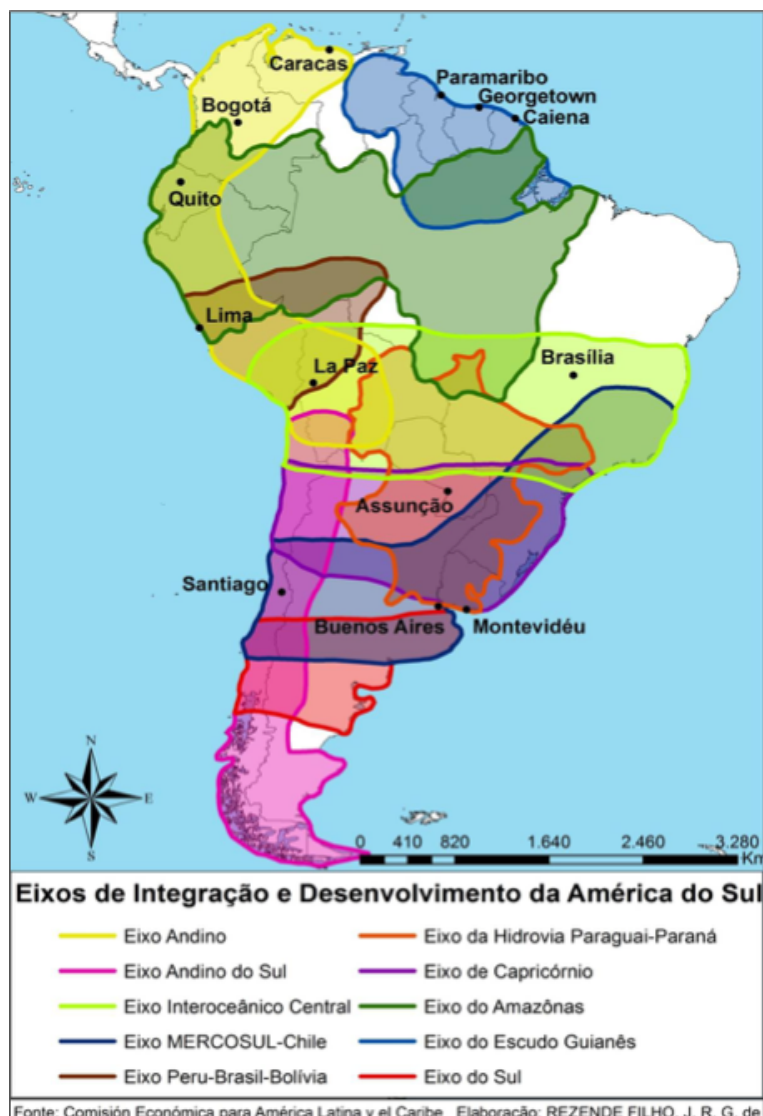 Caracas
Paramaribo
Georgetown
Caiena
Bogotá
Quito
Lima
La Paz
Brasília
Assunção
Santiago
Buenos Aires
Montevidéu
N
W
E
S
0 410 820 1.640 2.460 3.280
Km
Eixos de Integração e Desenvolvimento da América do Sul
Eixo Andino
Eixo da Hidrovia Paraguai-Paraná
Eixo Andino do Sul
Eixo de Capricórnio
Eixo Interoceânico Central
Eixo do Amazônas
Eixo MERCOSUL-Chile
Eixo do Escudo Guianês
Eixo Peru-Brasil-Bolívia
Eixo do Sul
Fonte: Comisión Económica para América Latina y el Caribe Elaboração: REZENDE FILHO, J. R. G. de